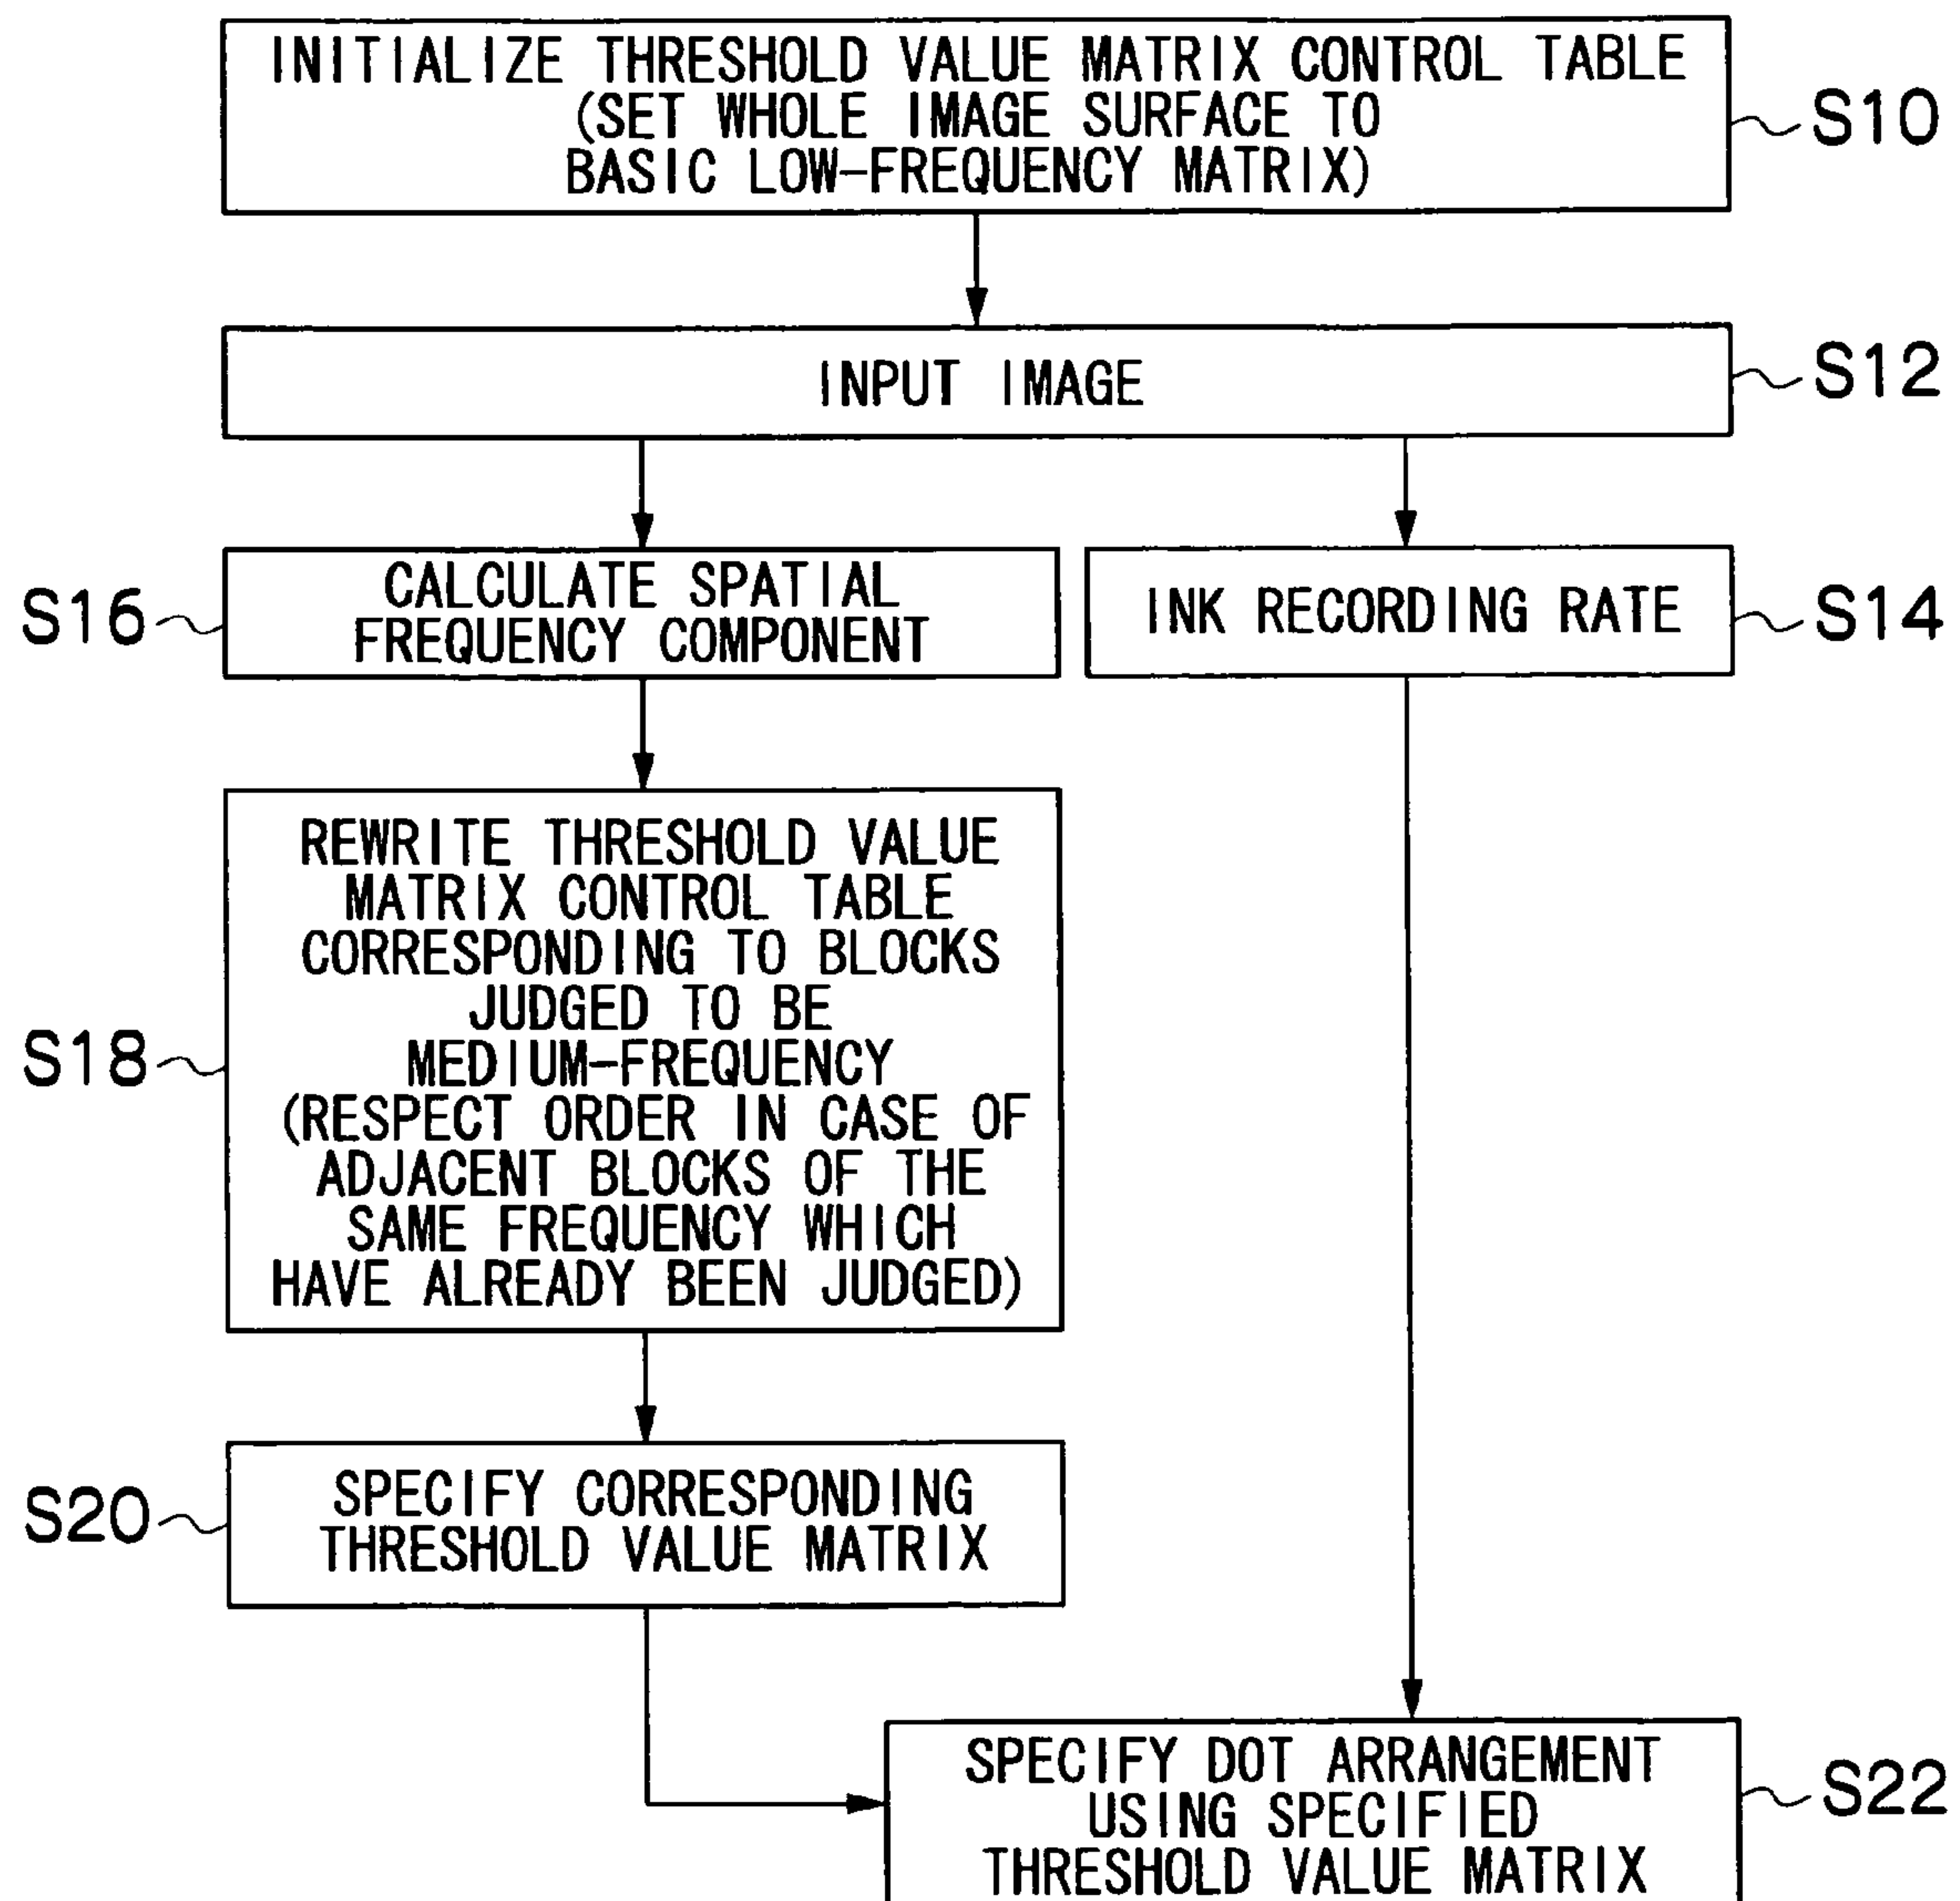 INITIALIZE THRESHOLD VALUE MATRIX CONTROL TABLE
(SET WHOLE IMAGE SURFACE TO
BASIC LOW-FREQUENCY MATRIX)
S10
INPUT IMAGE
S12
S16
CALCULATE SPATIAL
FREQUENCY COMPONENT
INK RECORDING RATE
S14
S18
REWRITE THRESHOLD VALUE
MATRIX CONTROL TABLE
CORRESPONDING TO BLOCKS
JUDGED TO BE
MEDIUM-FREQUENCY
(RESPECT ORDER IN CASE OF
ADJACENT BLOCKS OF THE
SAME FREQUENCY WHICH
HAVE ALREADY BEEN JUDGED)
S20
SPECIFY CORRESPONDING
THRESHOLD VALUE MATRIX
SPECIFY DOT ARRANGEMENT
USING SPECIFIED
THRESHOLD VALUE MATRIX
S22